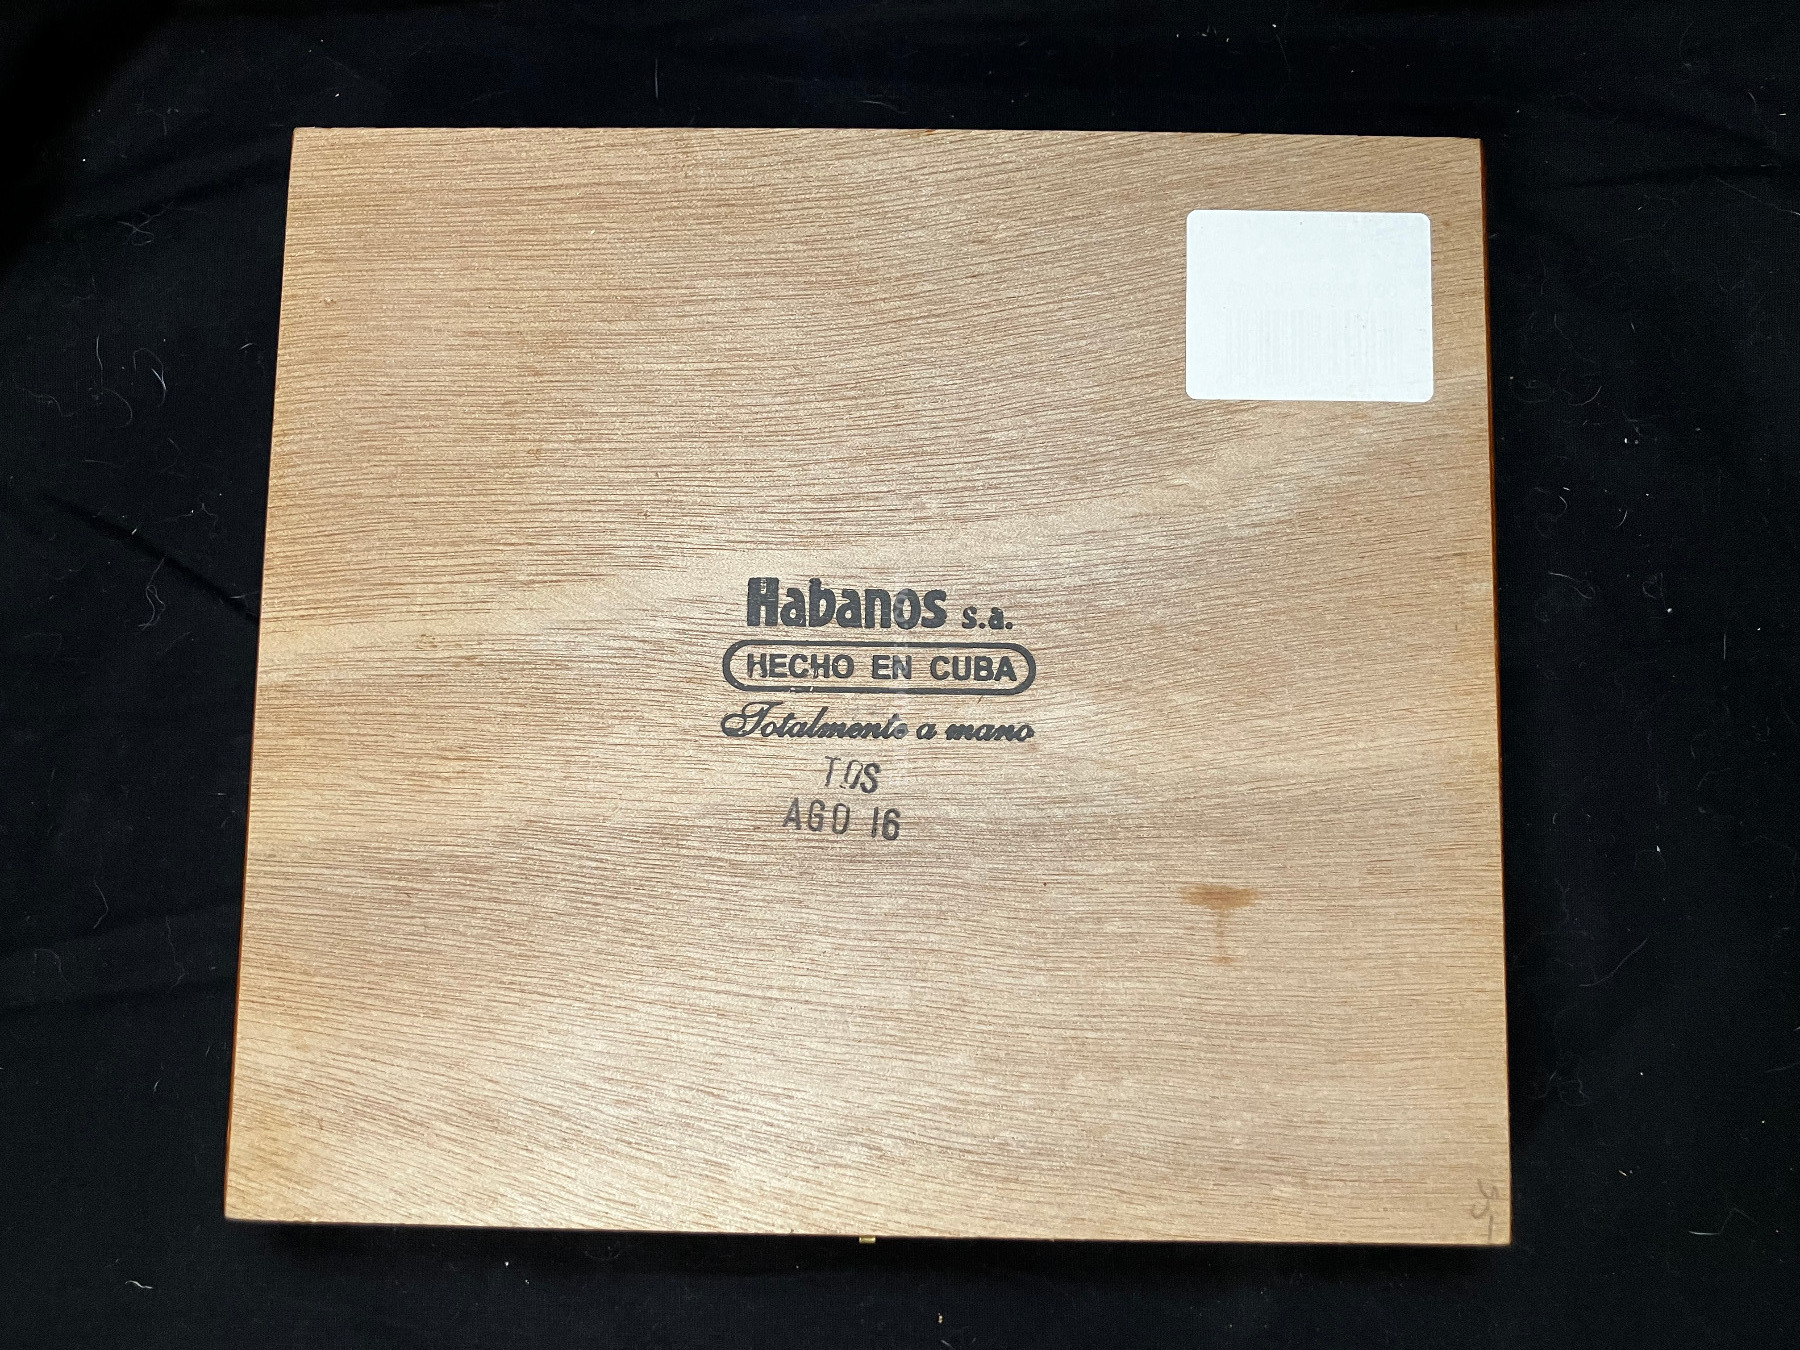 Habanos s.a.
HECHO EN CUBA
Totalmente a mano
TOS
AGO 16